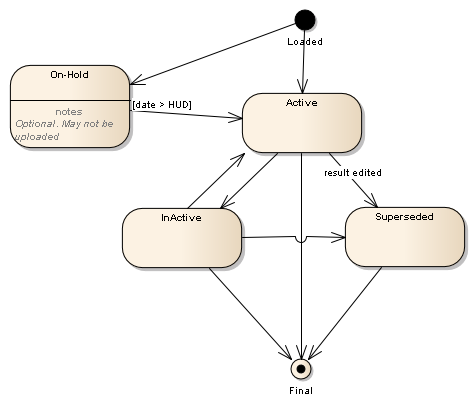 Loaded
On-Hold
notes
Optional. May not be
uploaded
[date > HUD]
Active
result edited
InActive
Superseded
Final